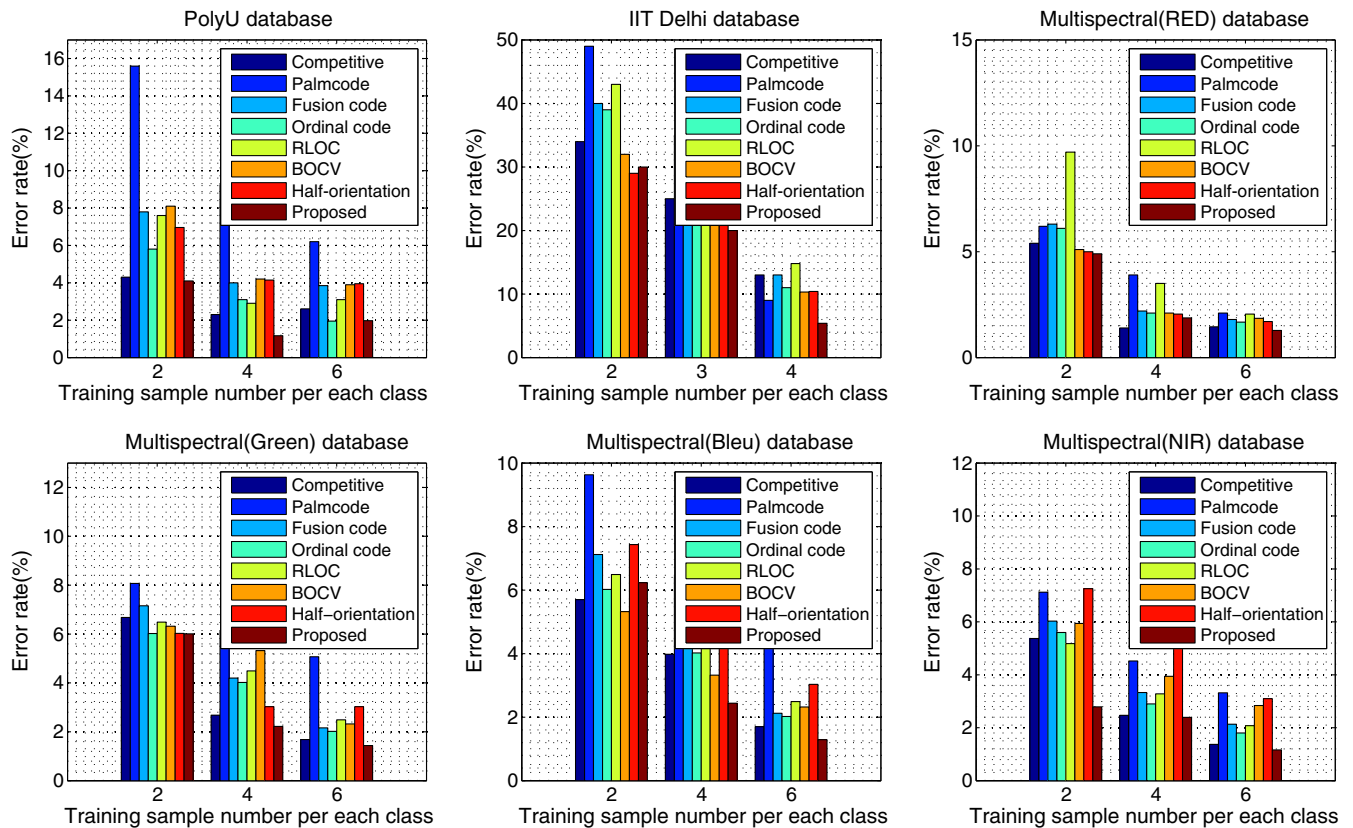 PolyU database
16
14
12
10
8
6
4
2
0
Error rate(%)
Competitive
Palmcode
Fusion code
Ordinal code
RLOC
BOCV
Half-orientation
Proposed
2 4 6
Training sample number per each class
IIT Delhi database
50
40
30
20
10
0
Error rate(%)
Competitive
Palmcode
Fusion code
Ordinal code
RLOC
BOCV
Half-orientation
Proposed
2 3 4
Training sample number per each class
Multispectral(RED) database
15
10
5
0
Error rate(%)
Competitive
Palmcode
Fusion code
Ordinal code
RLOC
BOCV
Half-orientation
Proposed
2 4 6
Training sample number per each class
Multispectral(Green) database
12
10
8
6
4
2
0
Error rate(%)
Competitive
Palmcode
Fusion code
Ordinal code
RLOC
BOCV
Half−orientation
Proposed
2 4 6
Training sample number per each class
Multispectral(Bleu) database
10
8
6
4
2
0
Error rate(%)
Competitive
Palmcode
Fusion code
Ordinal code
RLOC
BOCV
Half−orientation
Proposed
2 4 6
Training sample number per each class
Multispectral(NIR) database
12
10
8
6
4
2
0
Error rate(%)
Competitive
Palmcode
Fusion code
Ordinal code
RLOC
BOCV
Half−orientation
Proposed
2 4 6
Training sample number per each class